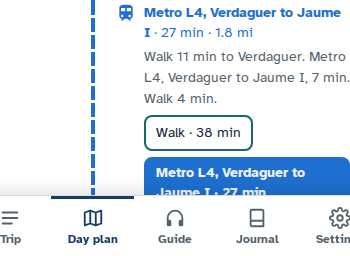 Metro L4, Verdaguer to Jaume
I · 27 min · 1.8 mi
Walk 11 min to Verdaguer. Metro
L4, Verdaguer to Jaume I, 7 min.
Walk 4 min.
Walk · 38 min
Metro L4, Verdaguer to
Jaume I · 27 min
Trip
Day plan
Guide
Journal
Settin